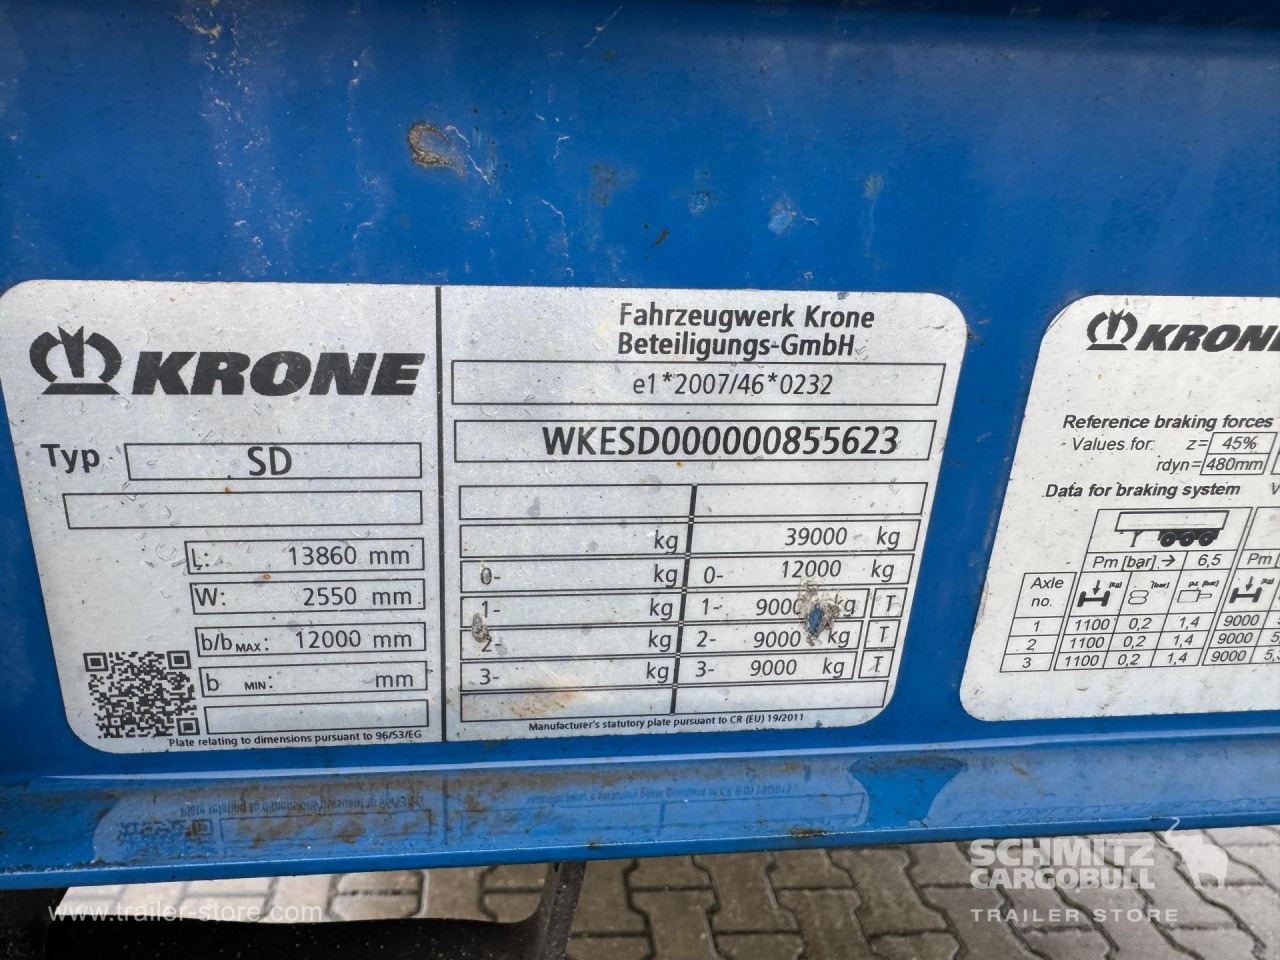 KRONE
Typ SD
L: 13860 mm
W: 2550 mm
b/b MAX: 12000 mm
b MIN: mm
Plate relating to dimensions pursuant to 96/53/EG
Fahrzeugwerk Krone
Beteiligungs-GmbH
e1*2007/46*0232
WKESD000000855623
kg 39000 kg
0- kg 0- 12000 kg
1- kg 1- 9000 kg T
2- kg 2- 9000 kg T
3- kg 3- 9000 kg T
Manufacturer's statutory plate pursuant to CR (EU) 19/2011
KRONE
Reference braking forces
- Values for: z= 45%
rdyn= 480mm
Data for braking system
Pm [bar] → 6,5 Pm
Axle
no.
1 1100 0,2 1,4 9000
2 1100 0,2 1,4 9000
3 1100 0,2 1,4 9000
www.trailer-store.com
SCHMITZ
CARGOBULL
TRAILER STORE